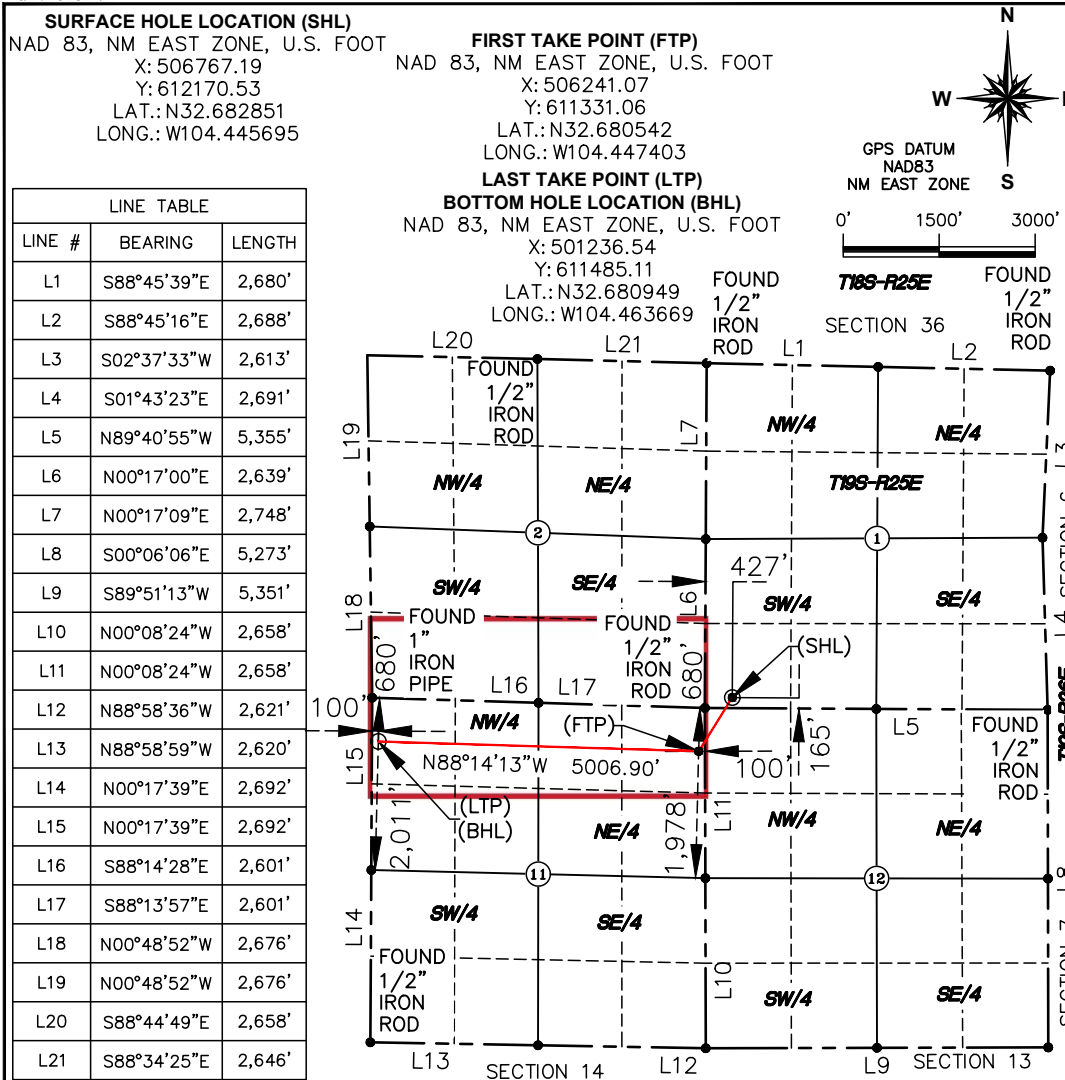 SURFACE HOLE LOCATION (SHL)
NAD 83, NM EAST ZONE, U.S. FOOT
X: 506767.19
Y: 612170.53
LAT.: N32.682851
LONG.: W104.445695
FIRST TAKE POINT (FTP)
NAD 83, NM EAST ZONE, U.S. FOOT
X: 506241.07
Y: 611331.06
LAT.: N32.680542
LONG.: W104.447403
LAST TAKE POINT (LTP)
BOTTOM HOLE LOCATION (BHL)
NAD 83, NM EAST ZONE, U.S. FOOT
X: 501236.54
Y: 611485.11
LAT.: N32.680949
LONG.: W104.463669
N
W
S
GPS DATUM
NAD83
NM EAST ZONE
0' 1500' 3000'
LINE TABLE
LINE # BEARING LENGTH
L1 S88°45'39"E 2,680'
L2 S88°45'16"E 2,688'
L3 S02°37'33"W 2,613'
L4 S01°43'23"E 2,691'
L5 N89°40'55"W 5,355'
L6 N00°17'00"E 2,639'
L7 N00°17'09"E 2,748'
L8 S00°06'06"E 5,273'
L9 S89°51'13"W 5,351'
L10 N00°08'24"W 2,658'
L11 N00°08'24"W 2,658'
L12 N88°58'36"W 2,621'
L13 N88°58'59"W 2,620'
L14 N00°17'39"E 2,692'
L15 N00°17'39"E 2,692'
L16 S88°14'28"E 2,601'
L17 S88°13'57"E 2,601'
L18 N00°48'52"W 2,676'
L19 N00°48'52"W 2,676'
L20 S88°44'49"E 2,658'
L21 S88°34'25"E 2,646'
FOUND
1/2"
IRON
ROD
T18S-R25E
SECTION 36
FOUND
1/2"
IRON
ROD
L20
L21
L1
L2
FOUND
1/2"
IRON
ROD
L19
L7
NW/4
NE/4
NW/4
NE/4
T19S-R25E
2
1
427'
SW/4
SE/4
L6
SW/4
SE/4
L18
FOUND
1"
IRON
PIPE
FOUND
1/2"
IRON
ROD
680'
680'
(SHL)
L16
L17
L5
100'
NW/4
(FTP)
100'
165'
FOUND
1/2"
IRON
ROD
L15
N88°14'13"W 5006.90'
(LTP)
(BHL)
2,011'
NE/4
1,978'
L11
NW/4
NE/4
11
12
L14
SW/4
SE/4
FOUND
1/2"
IRON
ROD
L10
SW/4
SE/4
L13
SECTION 14
L12
L9
SECTION 13